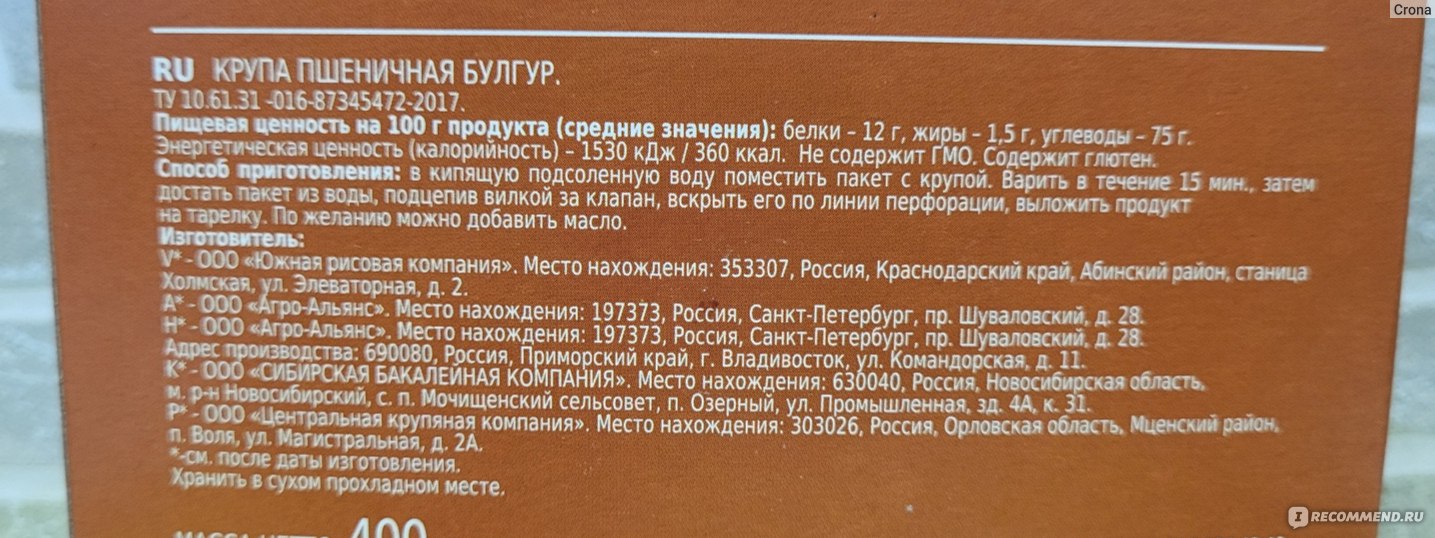 Crona
RU КРУПА ПШЕНИЧНАЯ БУЛГУР.
ТУ 10.61.31 -016-87345472-2017.
Пищевая ценность на 100 г продукта (средние значения): белки – 12 г, жиры – 1,5 г, углеводы – 75 г.
Энергетическая ценность (калорийность) – 1530 кДж / 360 ккал. Не содержит ГМО. Содержит глютен.
Способ приготовления: в кипящую подсоленную воду поместить пакет с крупой. Варить в течение 15 мин., затем
достать пакет из воды, подцепив вилкой за клапан, вскрыть его по линии перфорации, выложить продукт
на тарелку. По желанию можно добавить масло.
Изготовитель:
V* - ООО «Южная рисовая компания». Место нахождения: 353307, Россия, Краснодарский край, Абинский район, станица
Холмская, ул. Элеваторная, д. 2.
А* - ООО «Агро-Альянс». Место нахождения: 197373, Россия, Санкт-Петербург, пр. Шуваловский, д. 28.
Н* - ООО «Агро-Альянс». Место нахождения: 197373, Россия, Санкт-Петербург, пр. Шуваловский, д. 28.
Адрес производства: 690080, Россия, Приморский край, г. Владивосток, ул. Командорская, д. 11.
К* - ООО «СИБИРСКАЯ БАКАЛЕЙНАЯ КОМПАНИЯ». Место нахождения: 630040, Россия, Новосибирская область,
м. р-н Новосибирский, с. п. Мочищенский сельсовет, п. Озерный, ул. Промышленная, зд. 4А, к. 31.
Р* - ООО «Центральная крупяная компания». Место нахождения: 303026, Россия, Орловская область, Мценский район,
п. Воля, ул. Магистральная, д. 2А.
*-см. после даты изготовления.
Хранить в сухом прохладном месте.
МАССА НЕТТО 400
IRECOMMEND.RU